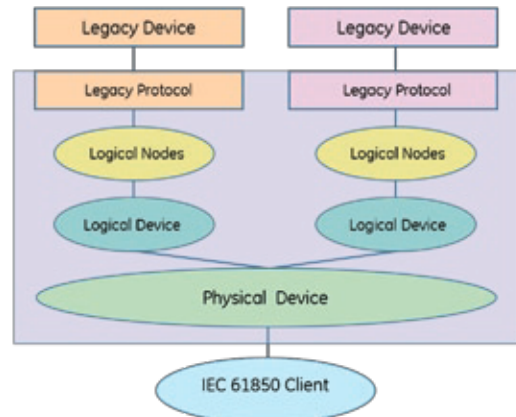 Legacy Device
Legacy Device
Legacy Protocol
Legacy Protocol
Logical Nodes
Logical Nodes
Logical Device
Logical Device
Physical Device
IEC 61850 Client